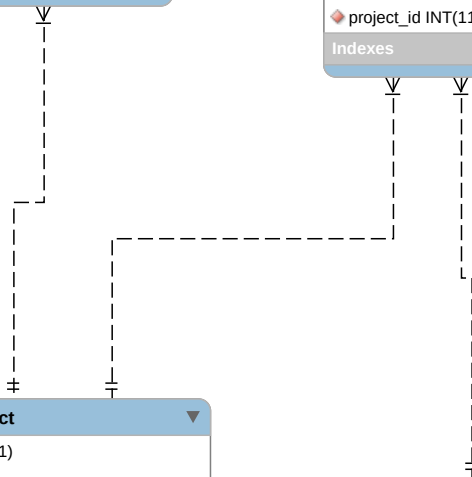 project_id INT(11
Indexes
ct
1)